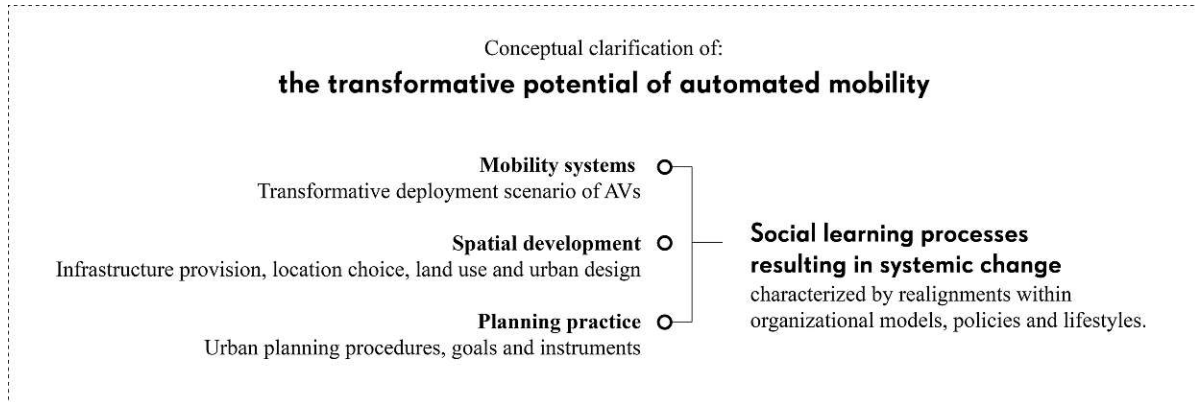 Conceptual clarification of:
the transformative potential of automated mobility
Mobility systems
Transformative deployment scenario of AVs
Spatial development
Infrastructure provision, location choice, land use and urban design
Planning practice
Urban planning procedures, goals and instruments
Social learning processes
resulting in systemic change
characterized by realignments within
organizational models, policies and lifestyles.